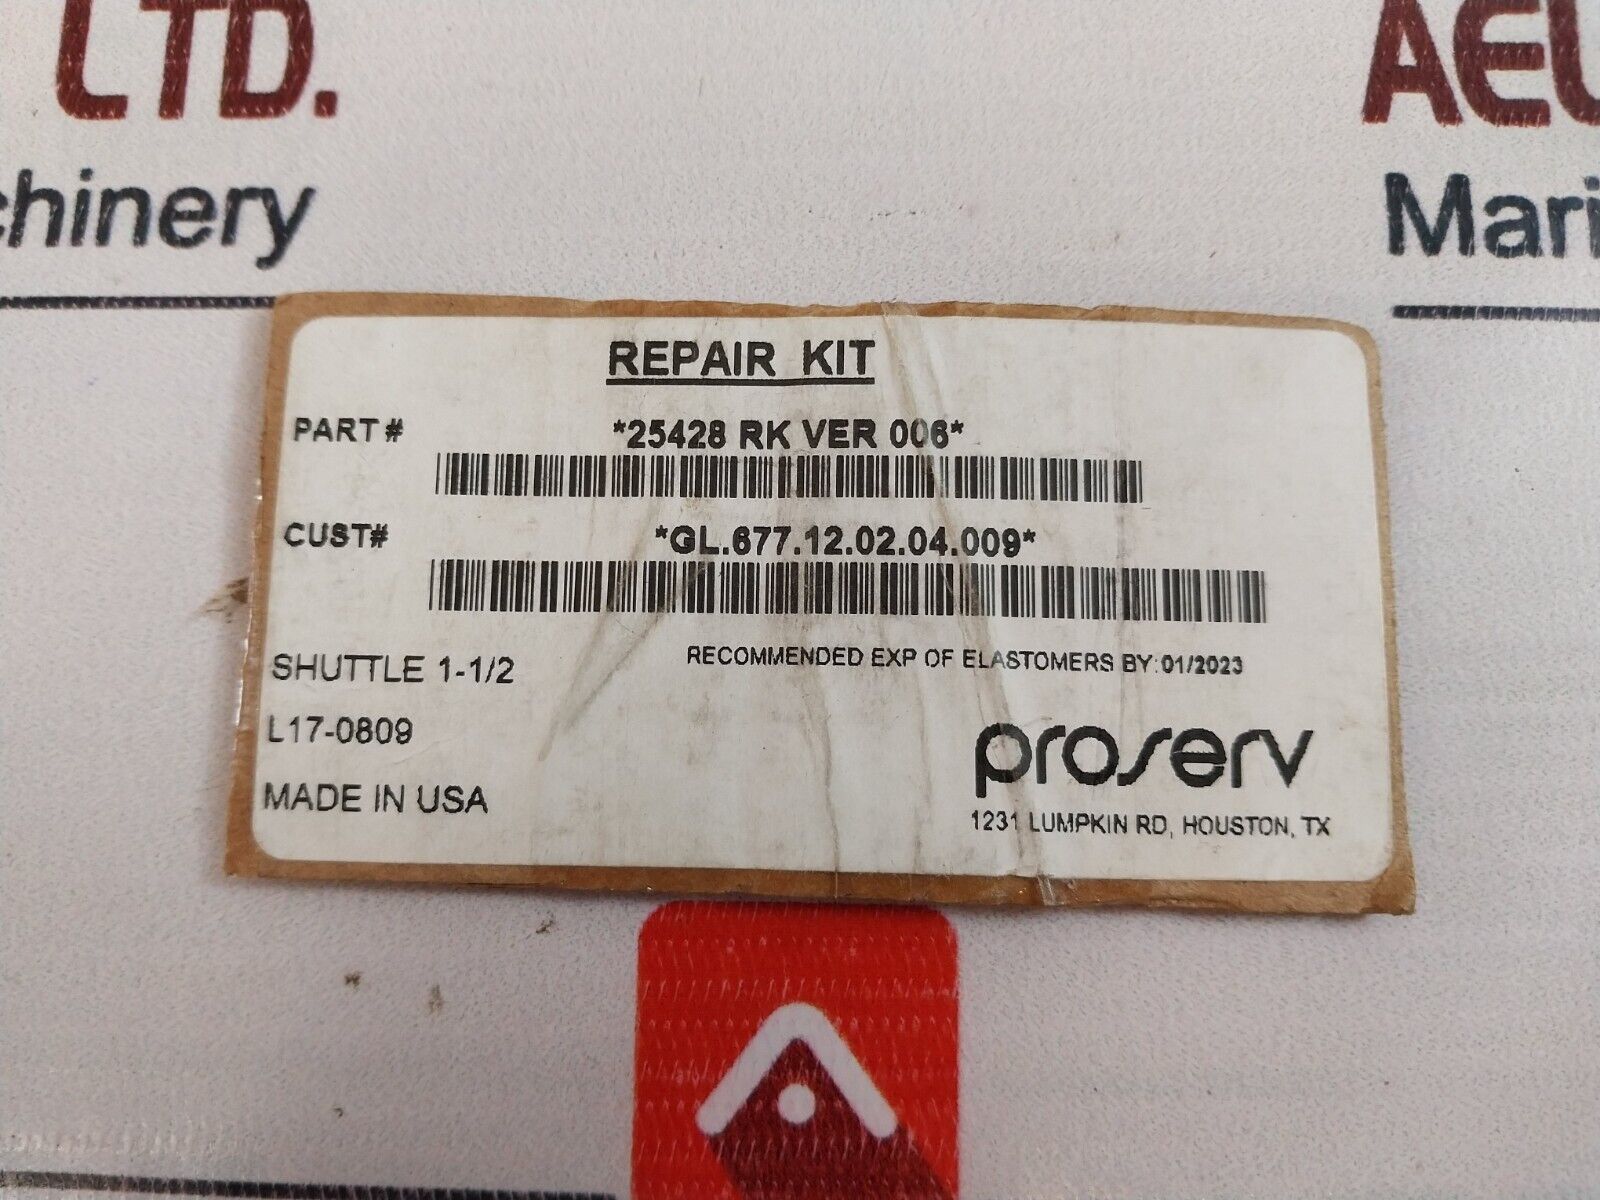 LTD.
AEL
chinery
Mari
REPAIR KIT
PART # *25428 RK VER 006*
CUST# *GL.677.12.02.04.009*
SHUTTLE 1-1/2
RECOMMENDED EXP OF ELASTOMERS BY:01/2023
L17-0809
proserv
MADE IN USA
1231 LUMPKIN RD, HOUSTON, TX